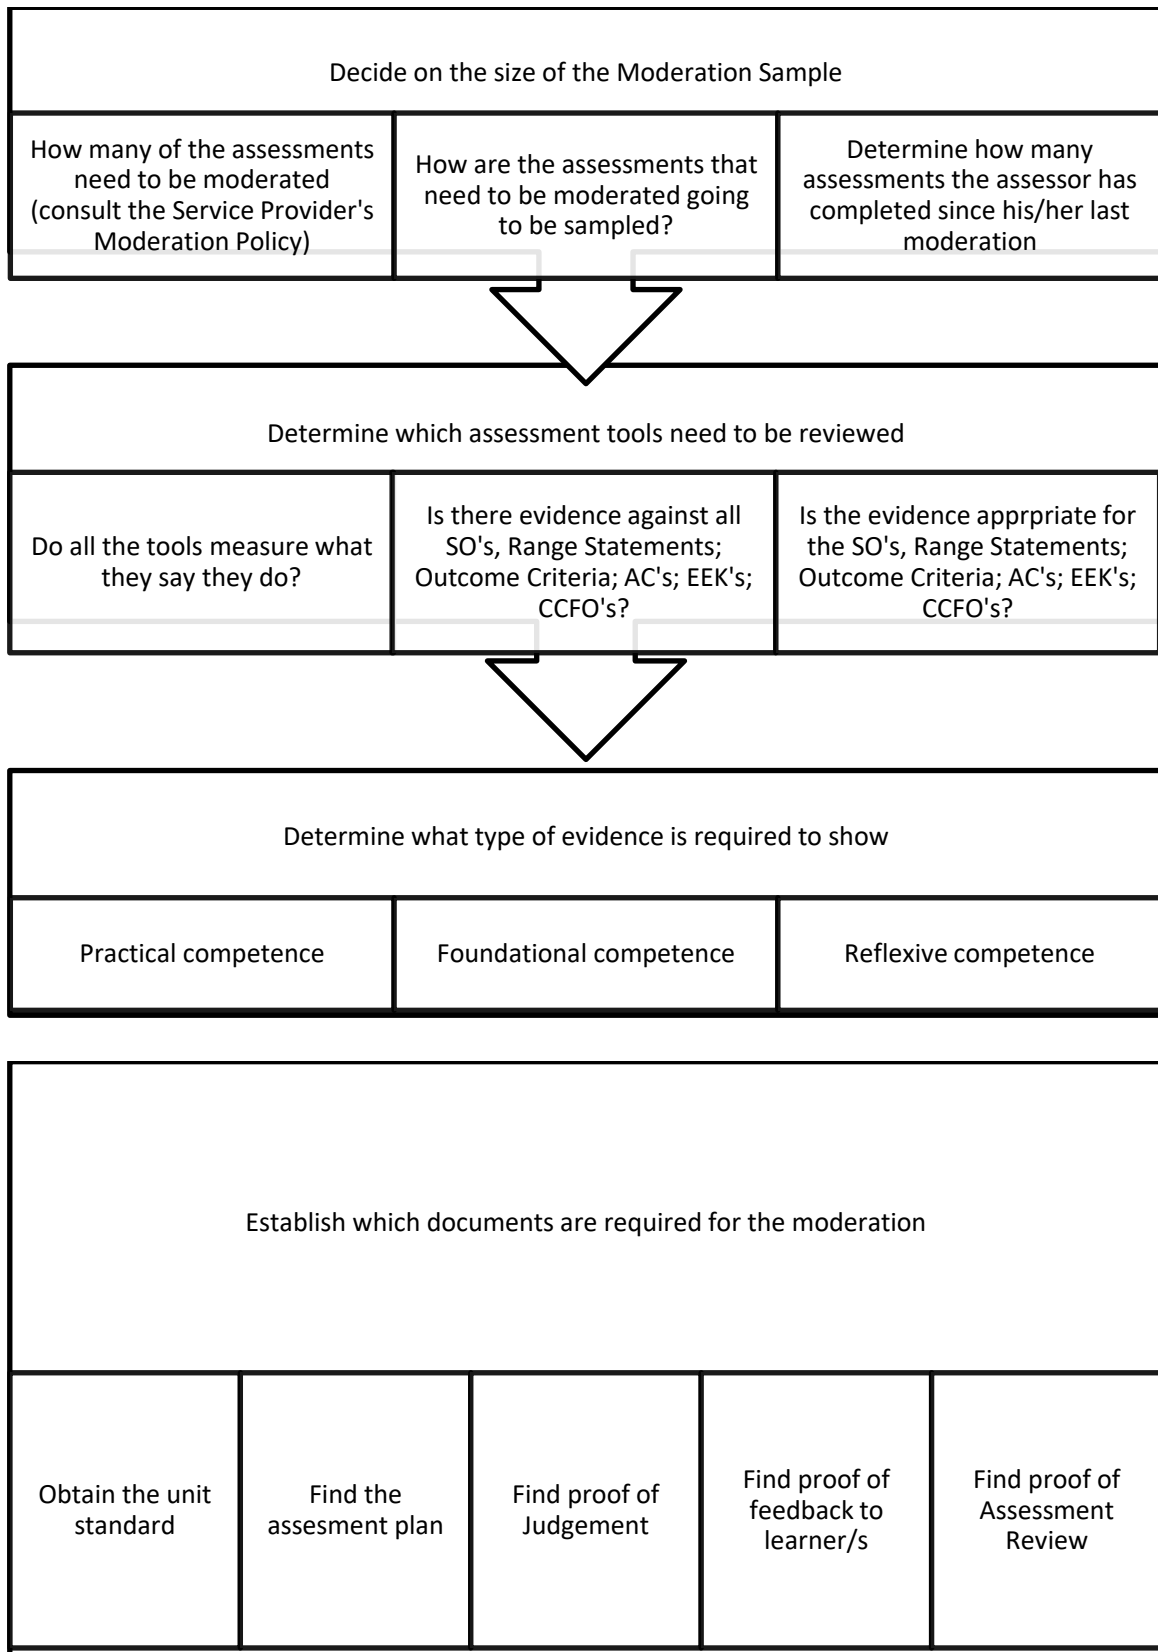 Decide on the size of the Moderation Sample
How many of the assessments
need to be moderated
(consult the Service Provider's
Moderation Policy)
How are the assessments that
need to be moderated going
to be sampled?
Determine how many
assessments the assessor has
completed since his/her last
moderation
Determine which assessment tools need to be reviewed
Do all the tools measure what
they say they do?
Is there evidence against all
SO's, Range Statements;
Outcome Criteria; AC's; EEK's;
CCFO's?
Is the evidence apprpriate for
the SO's, Range Statements;
Outcome Criteria; AC's; EEK's;
CCFO's?
Determine what type of evidence is required to show
Practical competence
Foundational competence
Reflexive competence
Establish which documents are required for the moderation
Obtain the unit
standard
Find the
assesment plan
Find proof of
Judgement
Find proof of
feedback to
learner/s
Find proof of
Assessment
Review